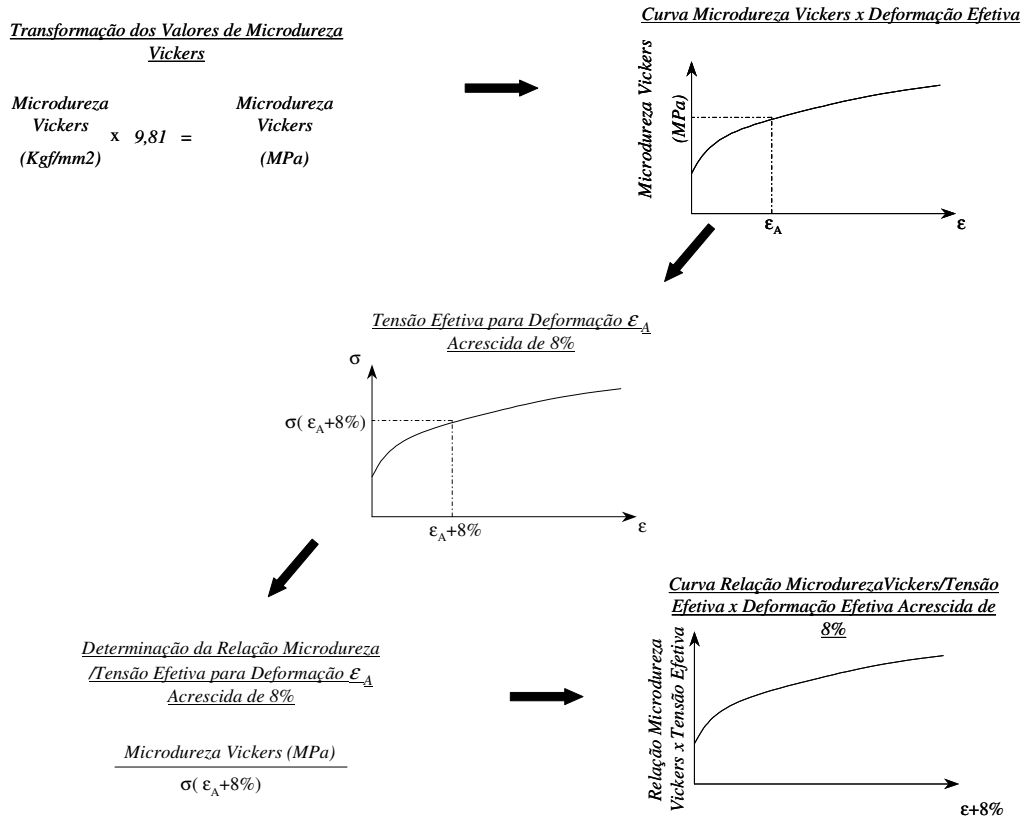 Transformação dos Valores de Microdureza
Vickers
Microdureza
Vickers
(Kgf/mm2)
x 9,81 =
Microdureza
Vickers
(MPa)
Curva Microdureza Vickers x Deformação Efetiva
Microdureza Vickers
(MPa)
εA
ε
Tensão Efetiva para Deformação εA
Acrescida de 8%
σ
σ( εA+8%)
εA+8%
ε
Determinação da Relação Microdureza
/Tensão Efetiva para Deformação εA
Acrescida de 8%
Microdureza Vickers (MPa)
σ( εA+8%)
Curva Relação MicrodurezaVickers/Tensão
Efetiva x Deformação Efetiva Acrescida de
8%
Relação Microdureza
Vickers x Tensão Efetiva
ε+8%